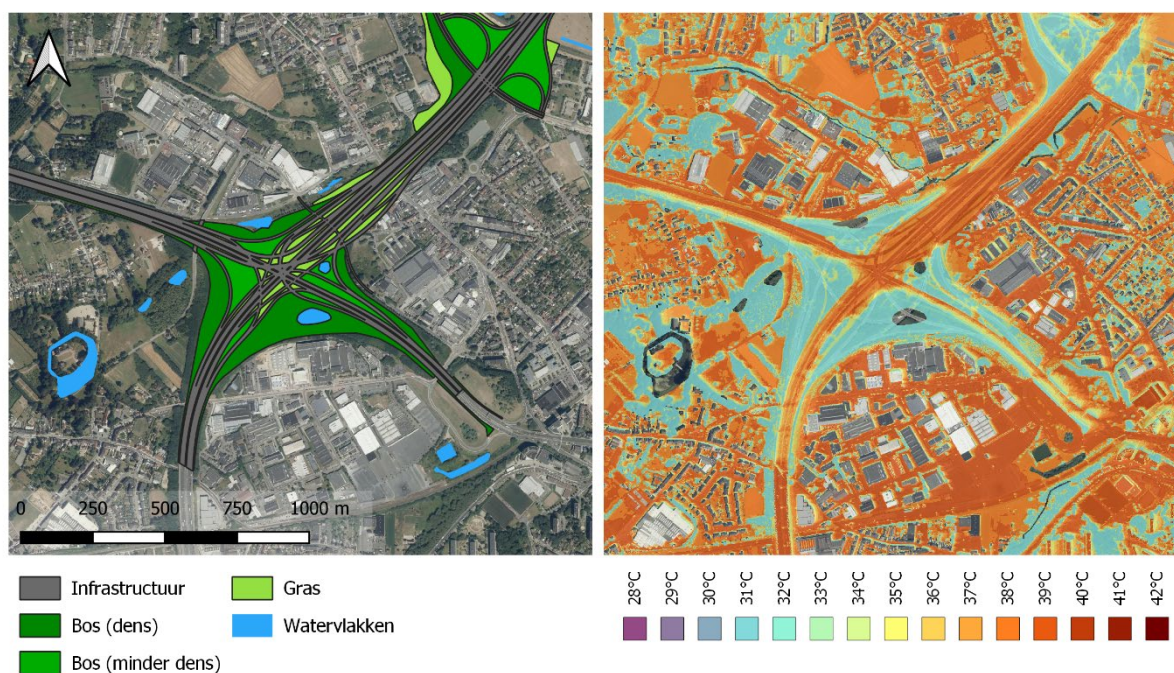 0 250 500 750 1000 m
Infrastructuur
Gras
Bos (dens)
Watervlakken
Bos (minder dens)
28°C 29°C 30°C 31°C 32°C 33°C 34°C 35°C 36°C 37°C 38°C 39°C 40°C 41°C 42°C